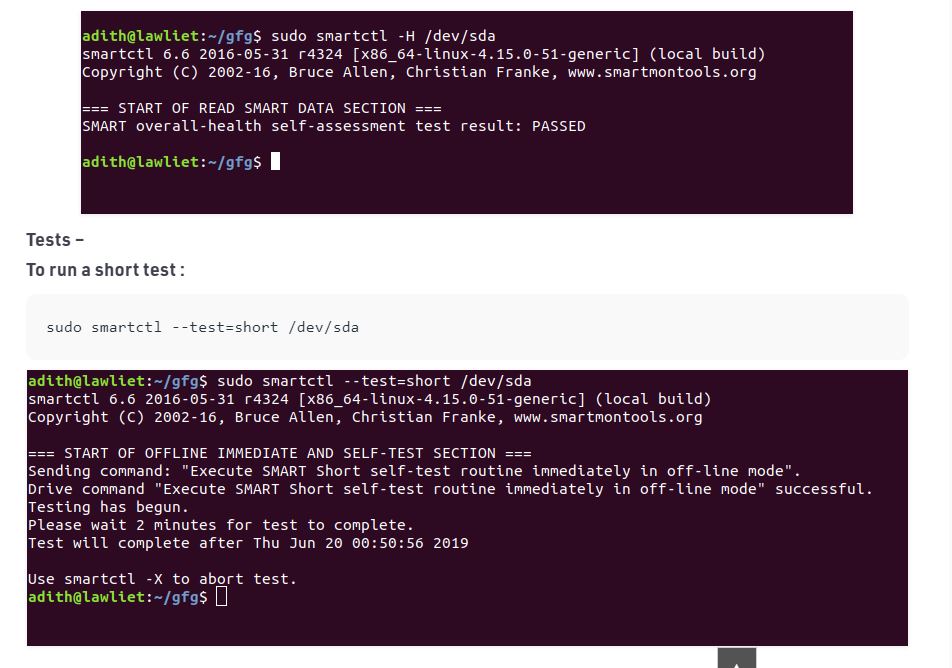 adith@lawliet:~/gfg$ sudo smartctl -H /dev/sda
smartctl 6.6 2016-05-31 r4324 [x86_64-linux-4.15.0-51-generic] (local build)
Copyright (C) 2002-16, Bruce Allen, Christian Franke, www.smartmontools.org
=== START OF READ SMART DATA SECTION ===
SMART overall-health self-assessment test result: PASSED
adith@lawliet:~/gfg$
Tests –
To run a short test :
sudo smartctl --test=short /dev/sda
adith@lawliet:~/gfg$ sudo smartctl --test=short /dev/sda
smartctl 6.6 2016-05-31 r4324 [x86_64-linux-4.15.0-51-generic] (local build)
Copyright (C) 2002-16, Bruce Allen, Christian Franke, www.smartmontools.org
=== START OF OFFLINE IMMEDIATE AND SELF-TEST SECTION ===
Sending command: "Execute SMART Short self-test routine immediately in off-line mode".
Drive command "Execute SMART Short self-test routine immediately in off-line mode" successful.
Testing has begun.
Please wait 2 minutes for test to complete.
Test will complete after Thu Jun 20 00:50:56 2019
Use smartctl -X to abort test.
adith@lawliet:~/gfg$